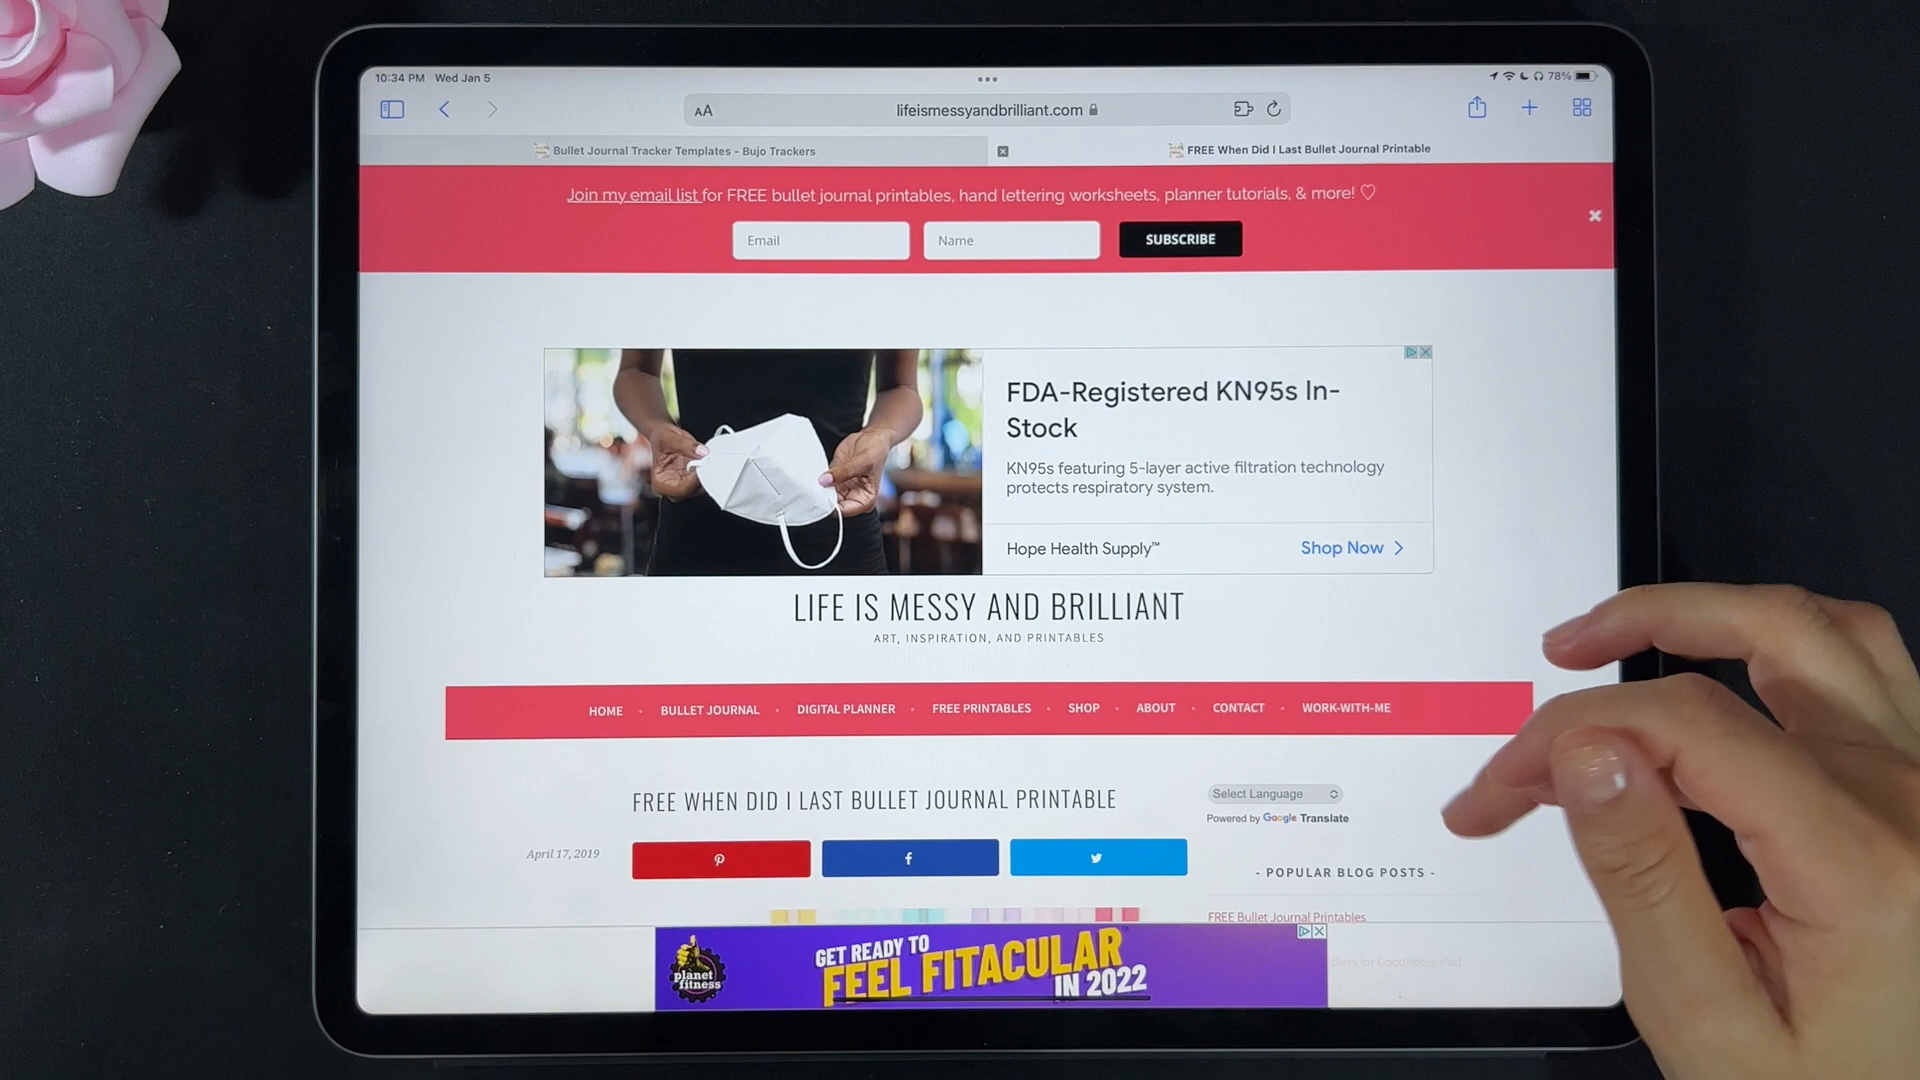 10:34 PM Wed Jan 5
78%
AA
lifeismessyandbrilliant.com
Bullet Journal Tracker Templates - Bujo Trackers
FREE When Did I Last Bullet Journal Printable
Join my email list for FREE bullet journal printables, hand lettering worksheets, planner tutorials, & more! ♡
Email
Name
SUBSCRIBE
FDA-Registered KN95s In-
Stock
KN95s featuring 5-layer active filtration technology
protects respiratory system.
Hope Health Supply™
Shop Now
LIFE IS MESSY AND BRILLIANT
ART, INSPIRATION, AND PRINTABLES
HOME • BULLET JOURNAL • DIGITAL PLANNER • FREE PRINTABLES • SHOP • ABOUT • CONTACT • WORK-WITH-ME
FREE WHEN DID I LAST BULLET JOURNAL PRINTABLE
Select Language
Powered by Google Translate
April 17, 2019
- POPULAR BLOG POSTS -
FREE Bullet Journal Printables
for GoodNotes iPad
planet
fitness
GET READY TO
FEEL FITACULAR
IN 2022